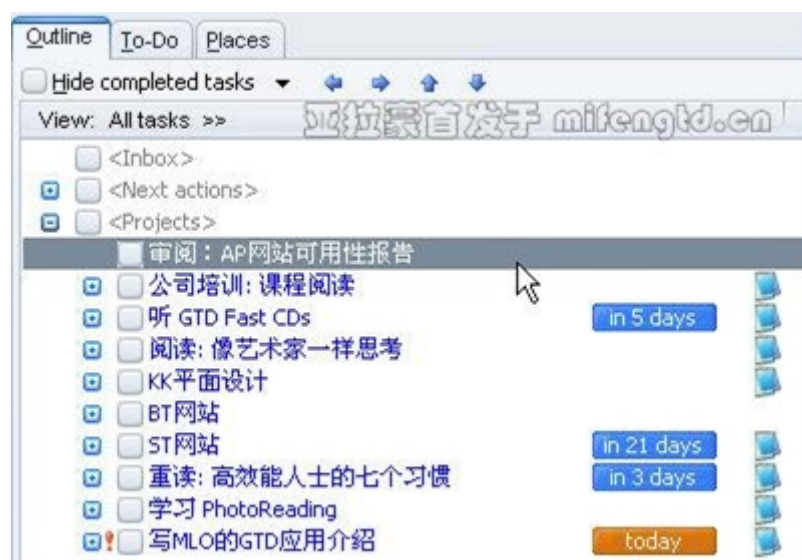 Outline To-Do Places
Hide completed tasks
View: All tasks >>
亚拉豪首发于 mifengtd.cn
<Inbox>
<Next actions>
<Projects>
审阅：AP网站可用性报告
公司培训: 课程阅读
听 GTD Fast CDs in 5 days
阅读: 像艺术家一样思考
KK平面设计
BT网站
ST网站 in 21 days
重读: 高效能人士的七个习惯 in 3 days
学习 PhotoReading
写MLO的GTD应用介绍 today